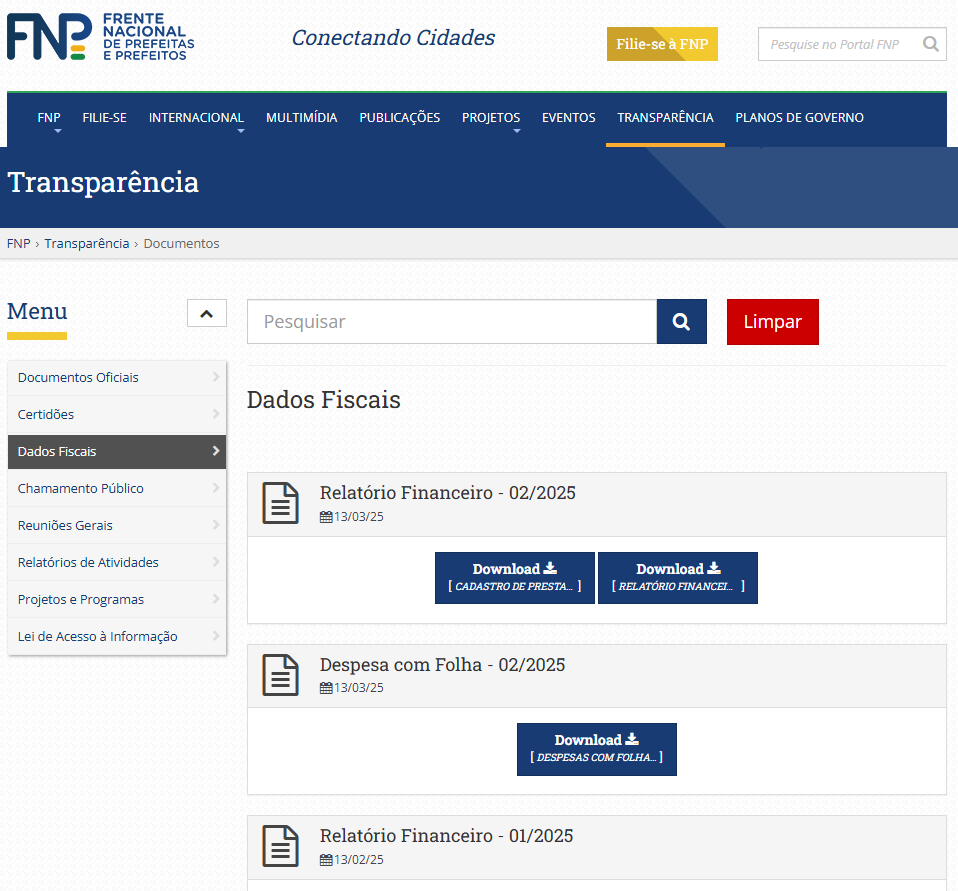 FNP
FRENTE
NACIONAL
DE PREFEITAS
E PREFEITOS
Conectando Cidades
Filie-se à FNP
Pesquise no Portal FNP
FNP FILIE-SE INTERNACIONAL MULTIMÍDIA PUBLICAÇÕES PROJETOS EVENTOS TRANSPARÊNCIA PLANOS DE GOVERNO
Transparência
FNP › Transparência › Documentos
Menu
Documentos Oficiais
Certidões
Dados Fiscais
Chamamento Público
Reuniões Gerais
Relatórios de Atividades
Projetos e Programas
Lei de Acesso à Informação
Pesquisar
Limpar
Dados Fiscais
Relatório Financeiro - 02/2025
13/03/25
Download
[ CADASTRO DE PRESTA... ]
Download
[ RELATÓRIO FINANCEI... ]
Despesa com Folha - 02/2025
13/03/25
Download
[ DESPESAS COM FOLHA... ]
Relatório Financeiro - 01/2025
13/02/25